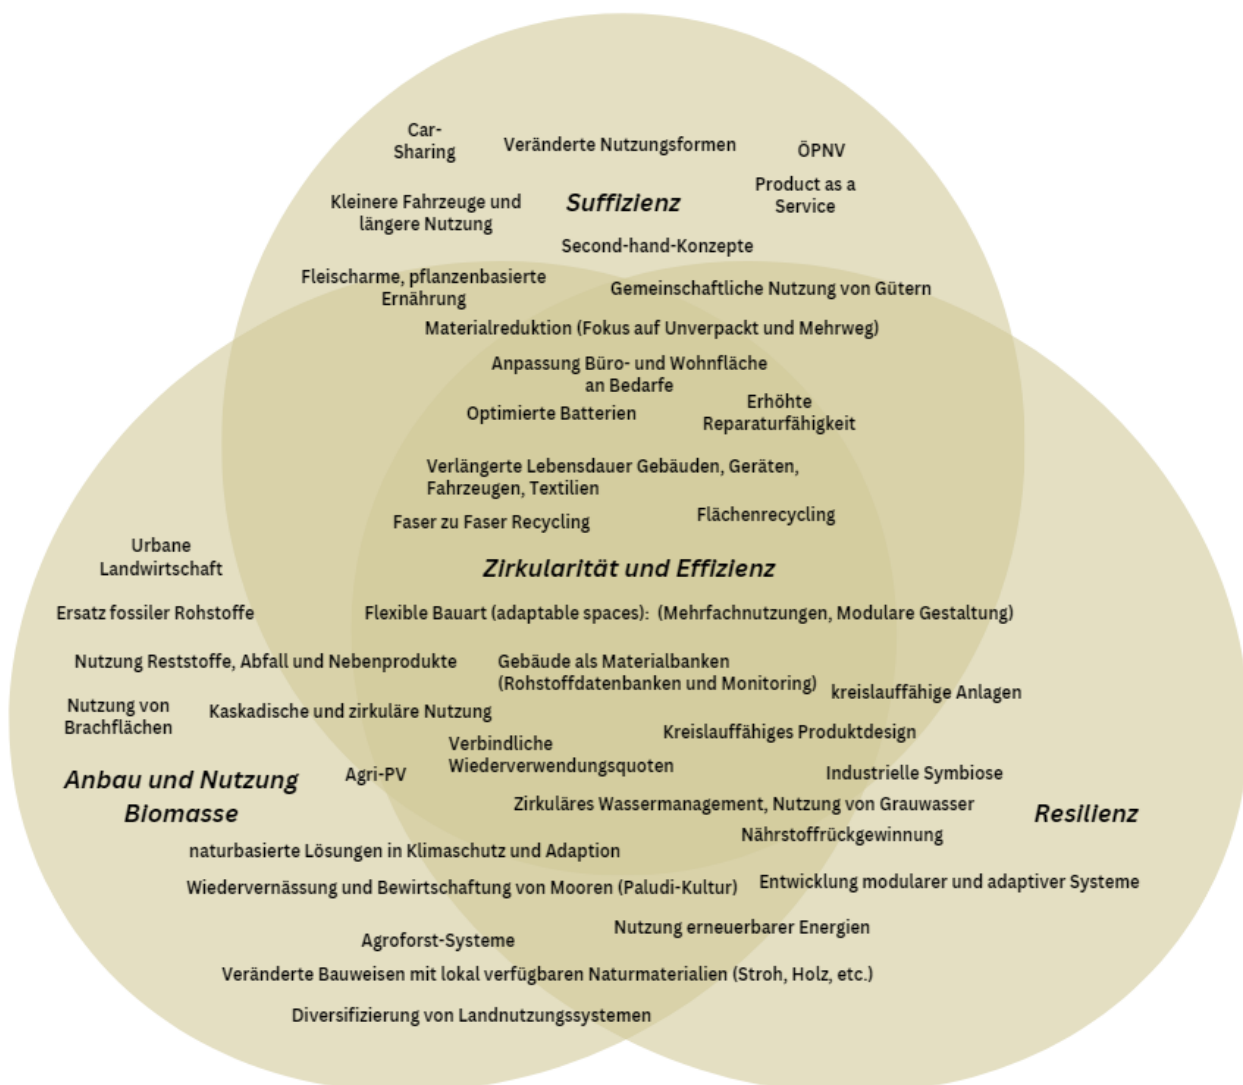 Car-
Sharing
Veränderte Nutzungsformen
ÖPNV
Product as a
Service
Kleinere Fahrzeuge und
längere Nutzung
Suffizienz
Second-hand-Konzepte
Fleischarme, pflanzenbasierte
Ernährung
Gemeinschaftliche Nutzung von Gütern
Materialreduktion (Fokus auf Unverpackt und Mehrweg)
Anpassung Büro- und Wohnfläche
an Bedarfe
Optimierte Batterien
Erhöhte
Reparaturfähigkeit
Verlängerte Lebensdauer Gebäuden, Geräten,
Fahrzeugen, Textilien
Faser zu Faser Recycling
Flächenrecycling
Urbane
Landwirtschaft
Zirkularität und Effizienz
Ersatz fossiler Rohstoffe
Flexible Bauart (adaptable spaces): (Mehrfachnutzungen, Modulare Gestaltung)
Nutzung Reststoffe, Abfall und Nebenprodukte
Gebäude als Materialbanken
(Rohstoffdatenbanken und Monitoring)
kreislauffähige Anlagen
Nutzung von
Brachflächen
Kaskadische und zirkuläre Nutzung
Kreislauffähiges Produktdesign
Verbindliche
Wiederverwendungsquoten
Anbau und Nutzung
Biomasse
Agri-PV
Industrielle Symbiose
Zirkuläres Wassermanagement, Nutzung von Grauwasser
Resilienz
Nährstoffrückgewinnung
naturbasierte Lösungen in Klimaschutz und Adaption
Wiedervernässung und Bewirtschaftung von Mooren (Paludi-Kultur)
Entwicklung modularer und adaptiver Systeme
Nutzung erneuerbarer Energien
Agroforst-Systeme
Veränderte Bauweisen mit lokal verfügbaren Naturmaterialien (Stroh, Holz, etc.)
Diversifizierung von Landnutzungssystemen